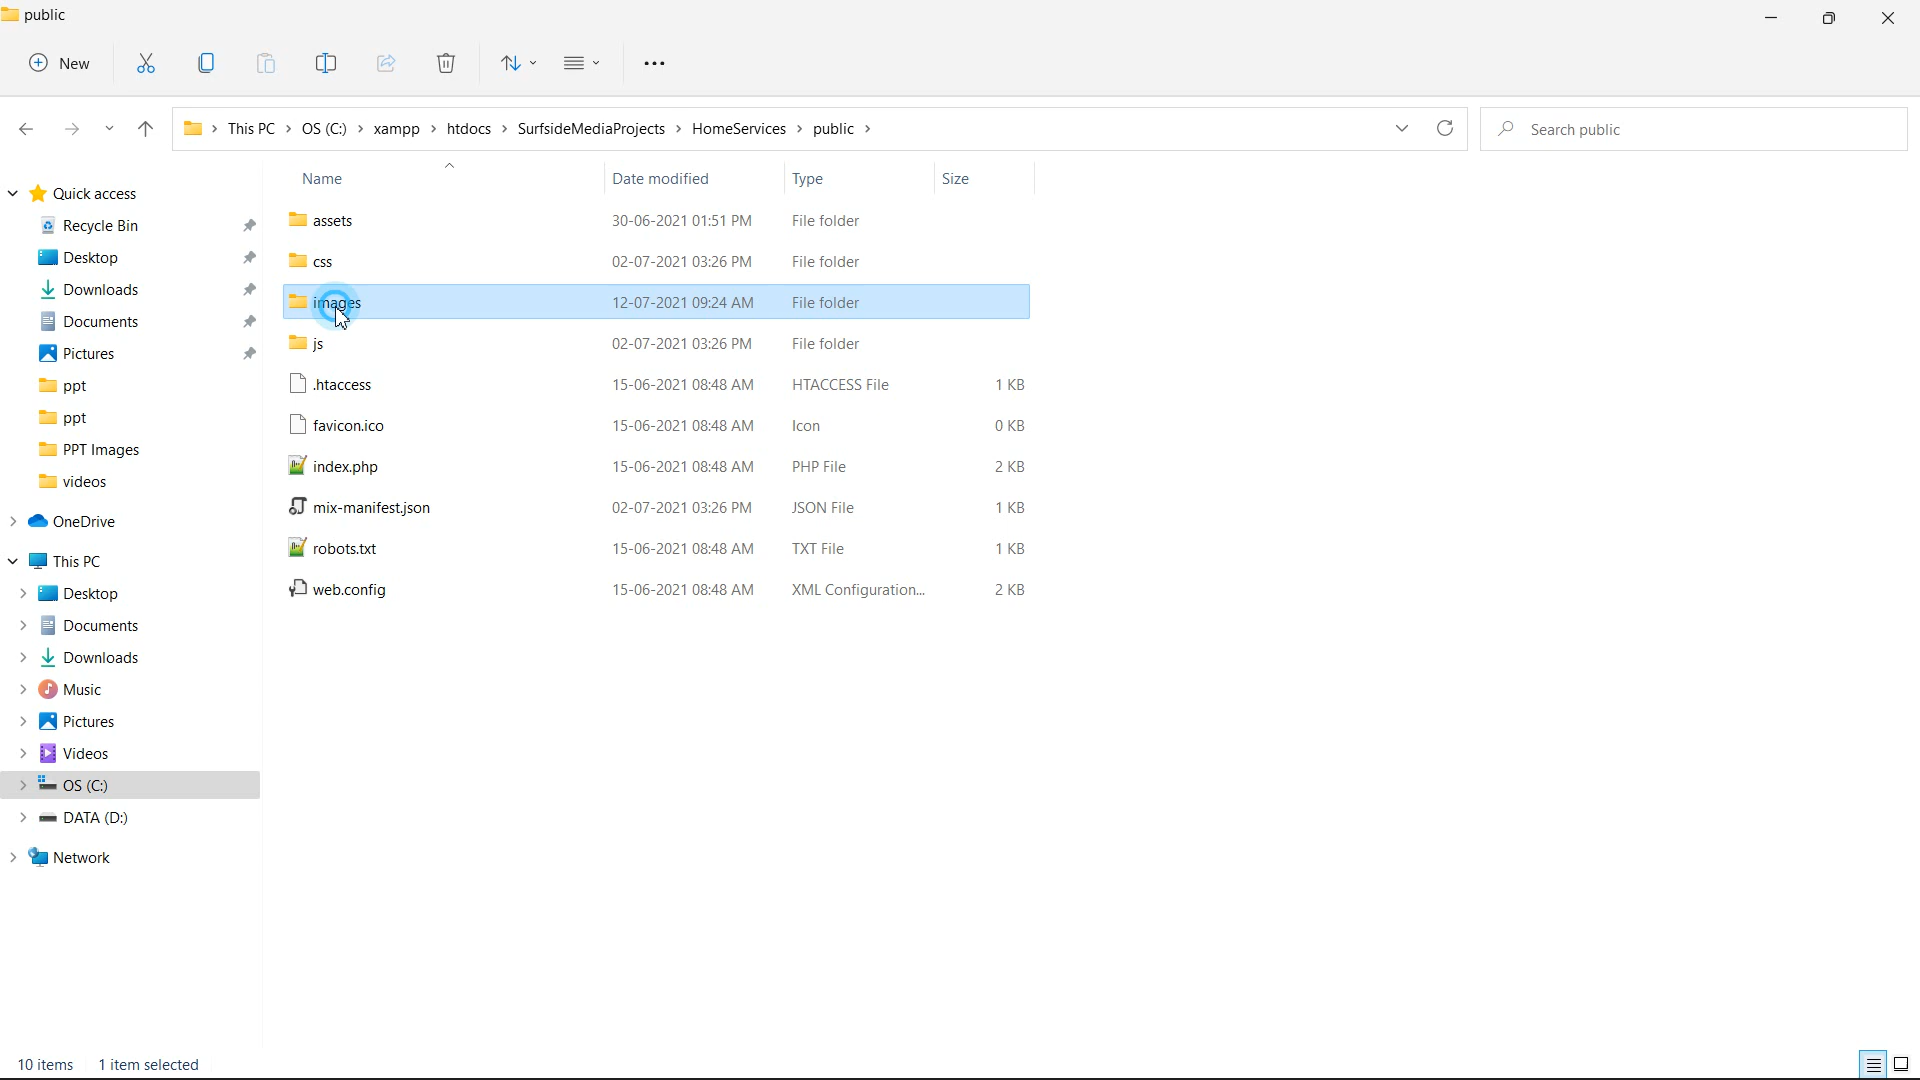 public
New
This PC > OS (C:) > xampp > htdocs > SurfsideMediaProjects > HomeServices > public >
Search public
Name Date modified Type Size
Quick access
Recycle Bin
Desktop
Downloads
Documents
Pictures
ppt
ppt
PPT Images
videos
OneDrive
This PC
Desktop
Documents
Downloads
Music
Pictures
Videos
OS (C:)
DATA (D:)
Network
assets 30-06-2021 01:51 PM File folder
css 02-07-2021 03:26 PM File folder
images 12-07-2021 09:24 AM File folder
js 02-07-2021 03:26 PM File folder
.htaccess 15-06-2021 08:48 AM HTACCESS File 1 KB
favicon.ico 15-06-2021 08:48 AM Icon 0 KB
index.php 15-06-2021 08:48 AM PHP File 2 KB
mix-manifest.json 02-07-2021 03:26 PM JSON File 1 KB
robots.txt 15-06-2021 08:48 AM TXT File 1 KB
web.config 15-06-2021 08:48 AM XML Configuration... 2 KB
10 items 1 item selected